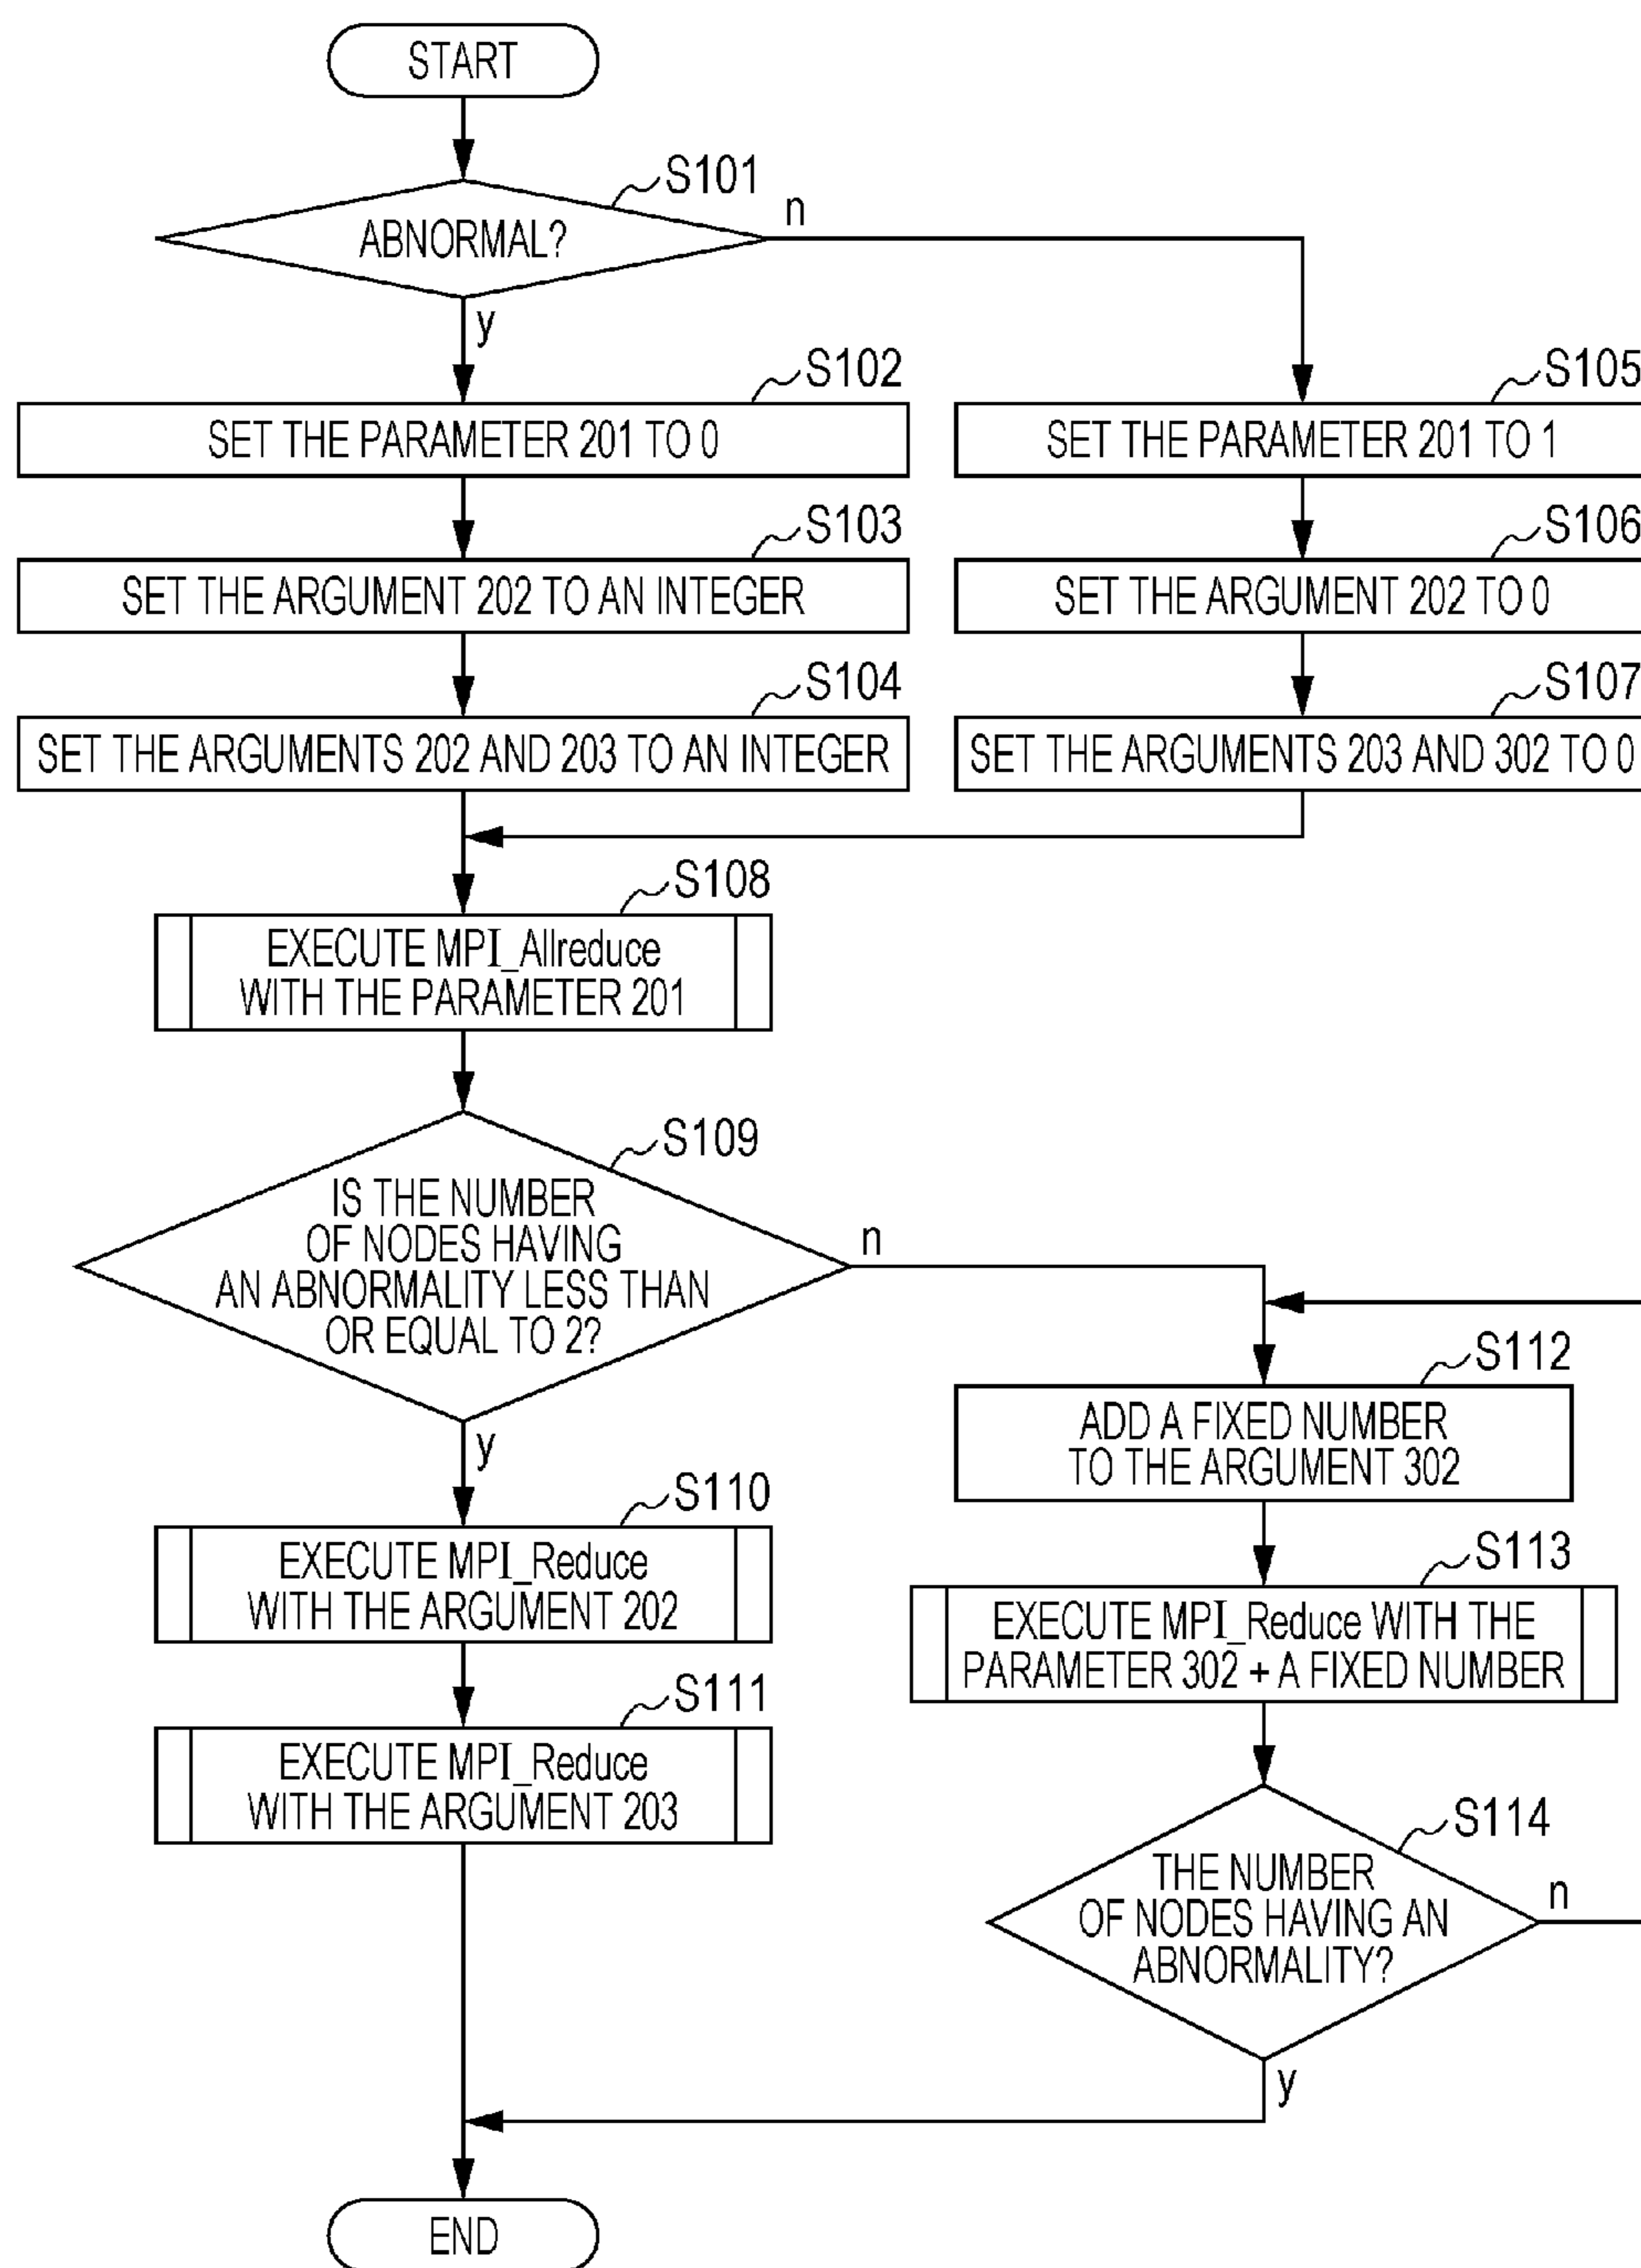 START
S101
ABNORMAL?
n
y
S102
SET THE PARAMETER 201 TO 0
S105
SET THE PARAMETER 201 TO 1
S103
SET THE ARGUMENT 202 TO AN INTEGER
S106
SET THE ARGUMENT 202 TO 0
S104
SET THE ARGUMENTS 202 AND 203 TO AN INTEGER
S107
SET THE ARGUMENTS 203 AND 302 TO 0
S108
EXECUTE MPI_Allreduce
WITH THE PARAMETER 201
S109
IS THE NUMBER
OF NODES HAVING
AN ABNORMALITY LESS THAN
OR EQUAL TO 2?
n
y
S110
EXECUTE MPI_Reduce
WITH THE ARGUMENT 202
S111
EXECUTE MPI_Reduce
WITH THE ARGUMENT 203
S112
ADD A FIXED NUMBER
TO THE ARGUMENT 302
S113
EXECUTE MPI_Reduce WITH THE
PARAMETER 302 + A FIXED NUMBER
S114
THE NUMBER
OF NODES HAVING AN
ABNORMALITY?
n
y
END